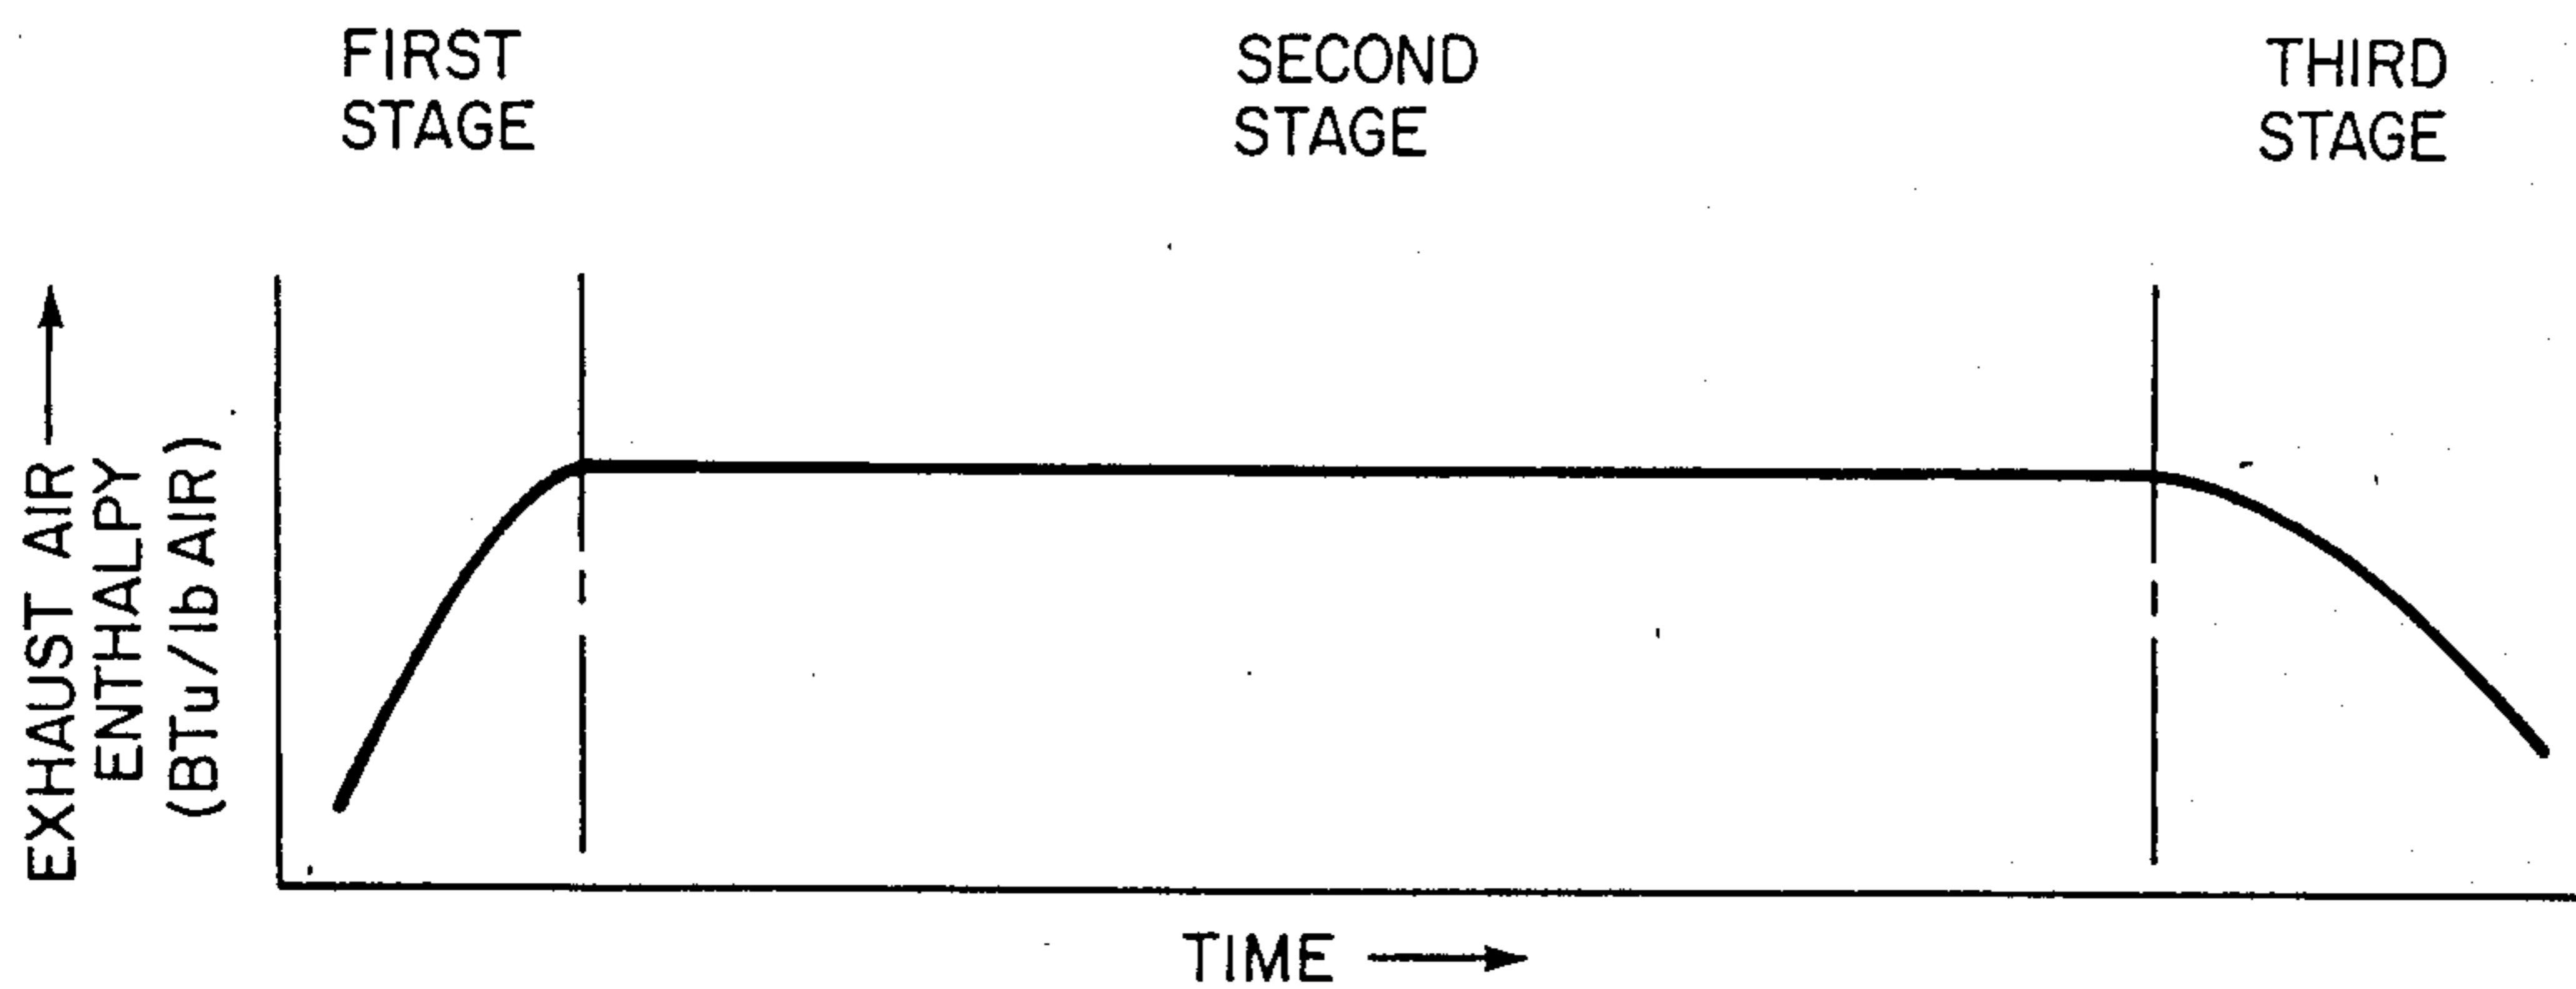 FIRST
STAGE
SECOND
STAGE
THIRD
STAGE
EXHAUST AIR
ENTHALPY
(BTu/lb AIR)
TIME